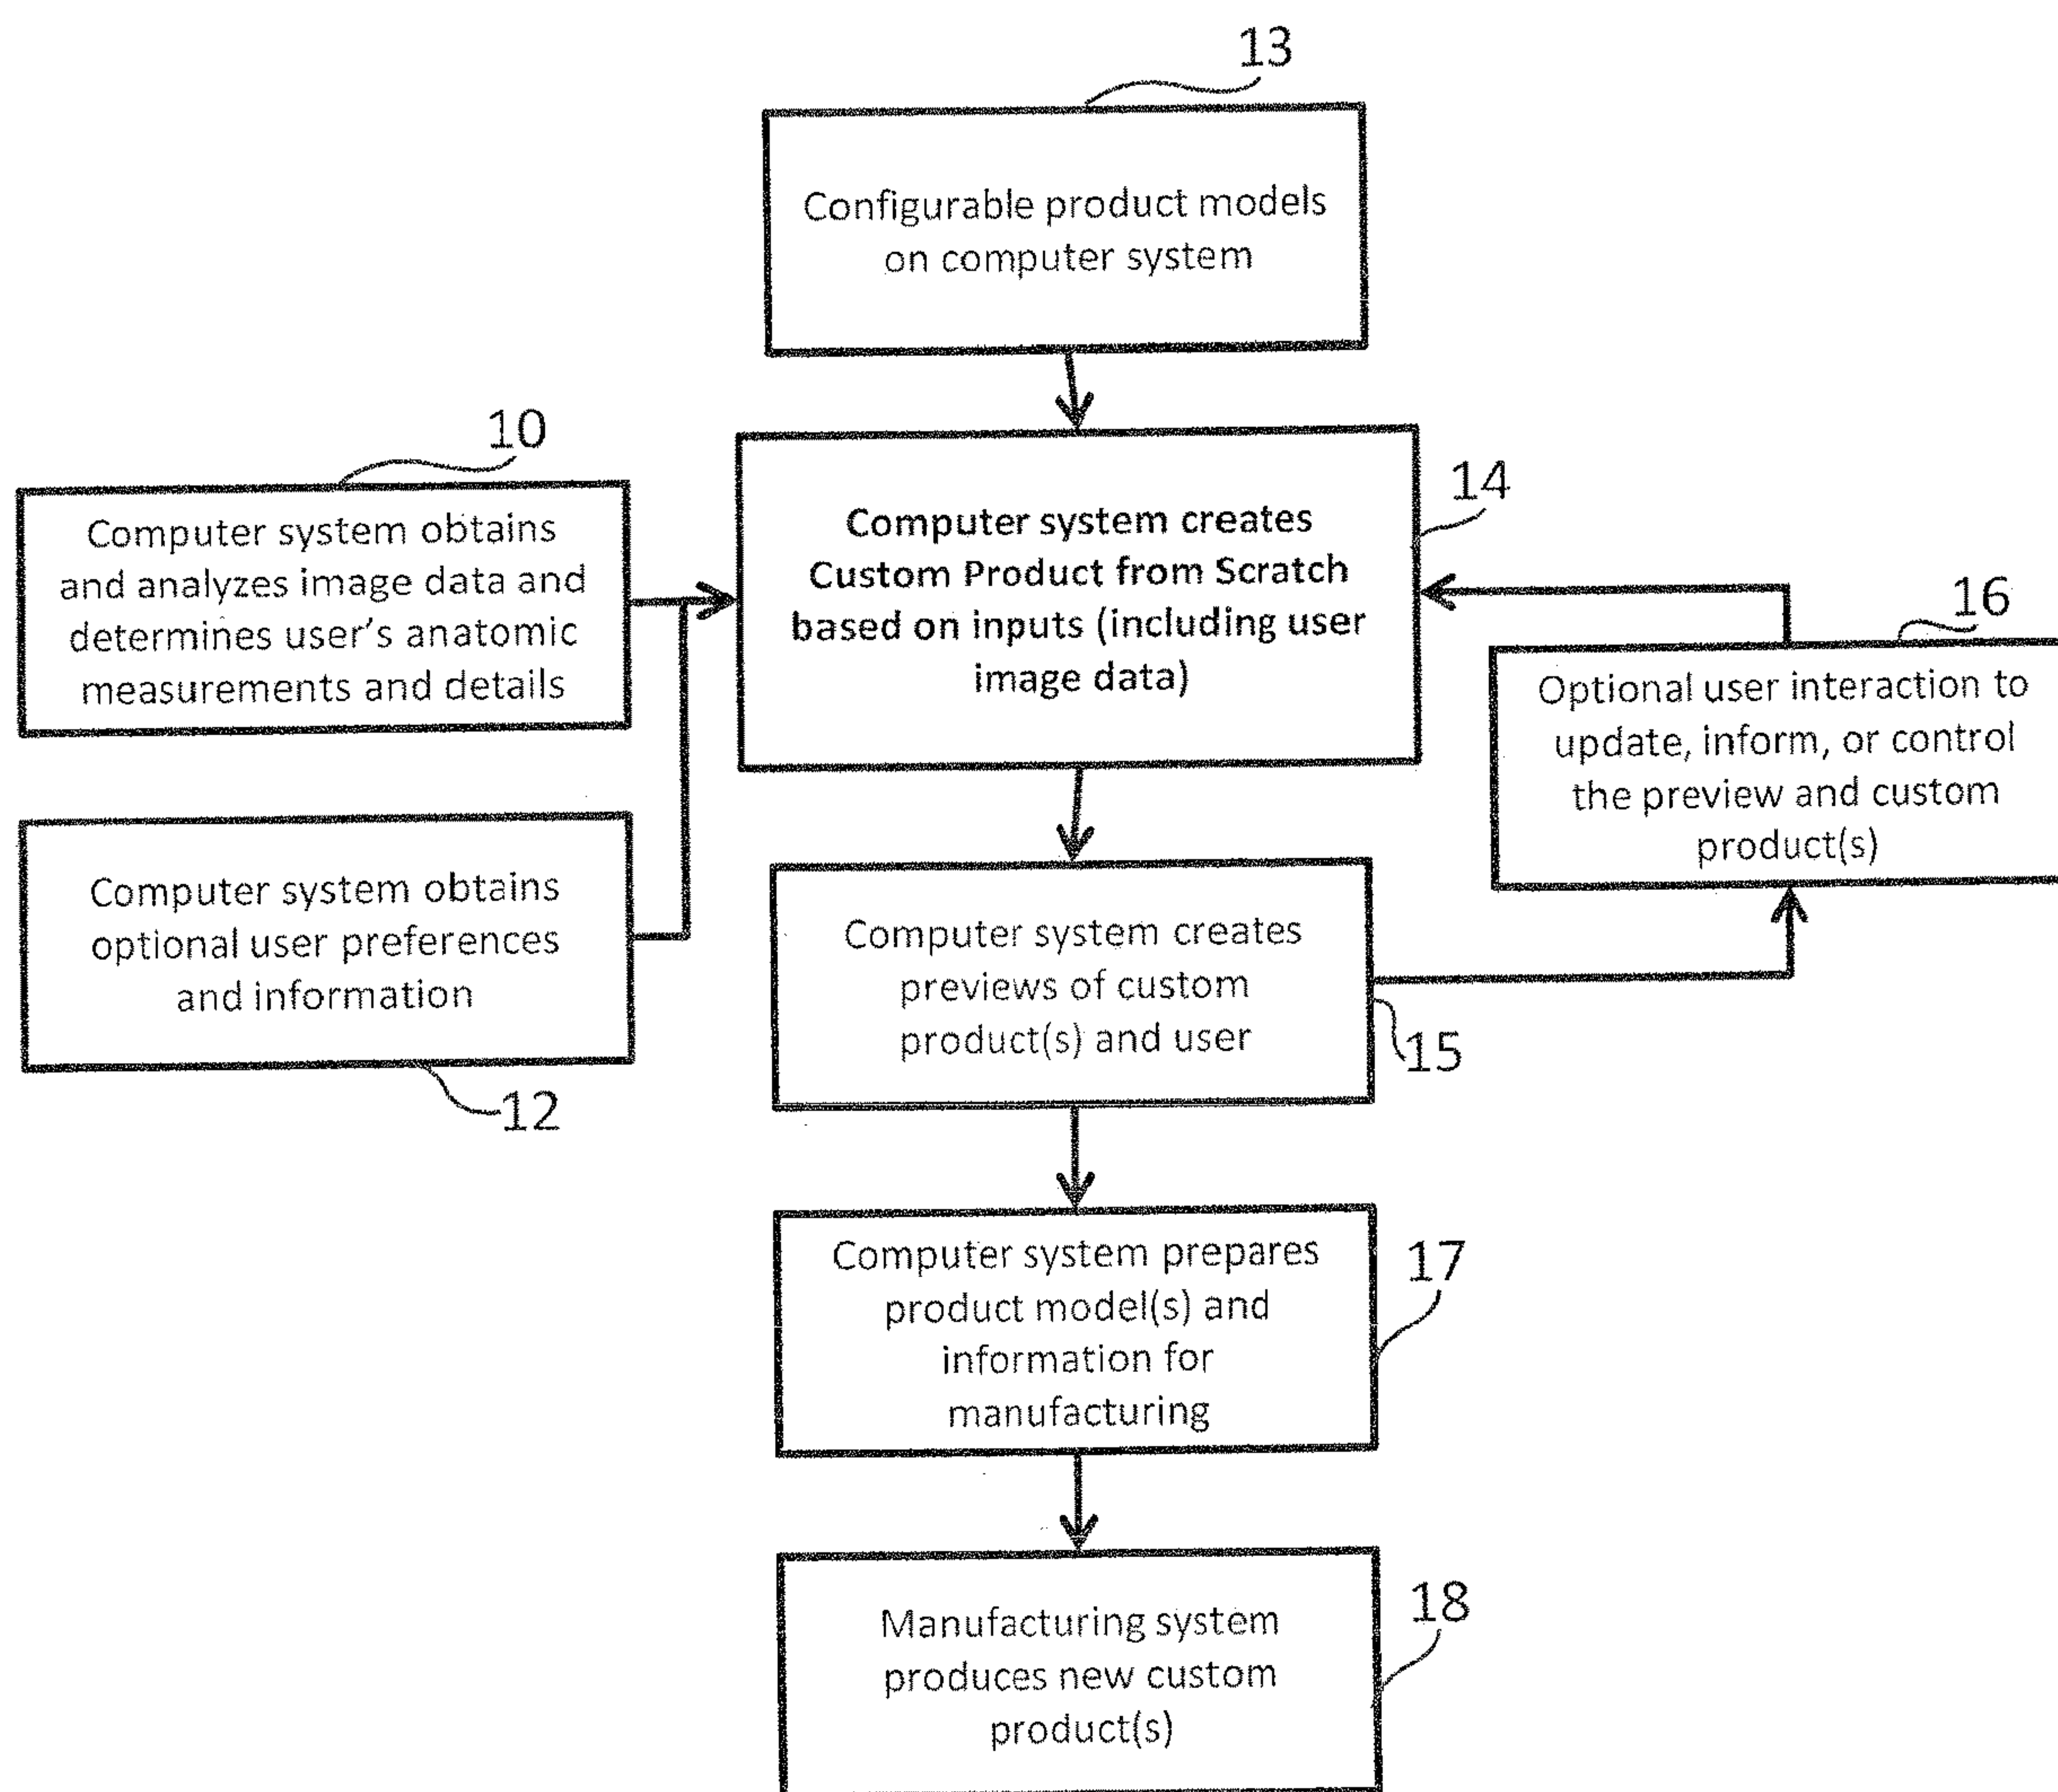 13
Configurable product models
on computer system
10
Computer system obtains
and analyzes image data and
determines user's anatomic
measurements and details
14
Computer system creates
Custom Product from Scratch
based on inputs (including user
image data)
16
Optional user interaction to
update, inform, or control
the preview and custom
product(s)
Computer system obtains
optional user preferences
and information
12
Computer system creates
previews of custom
product(s) and user
15
Computer system prepares
product model(s) and
information for
manufacturing
17
Manufacturing system
produces new custom
product(s)
18